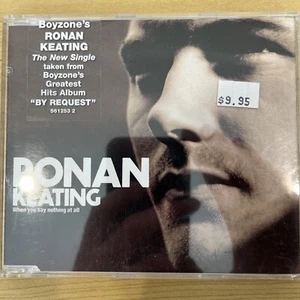 Boyzone's
RONAN
KEATING
The New Single
taken from
Boyzone's
Greatest
Hits Album
"BY REQUEST"
561253 2
$9.95
RONAN
KEATING
When you say nothing at all